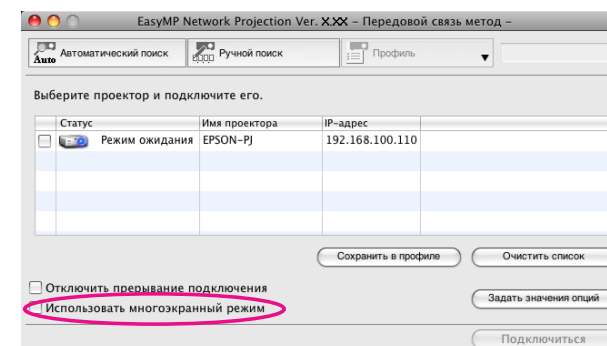 EasyMP Network Projection Ver. X.XX – Передовой связь метод –
Auto Автоматический поиск Ручной поиск Профиль
Выберите проектор и подключите его.
Статус Имя проектора IP-адрес
Режим ожидания EPSON-PJ 192.168.100.110
Сохранить в профиле Очистить список
Отключить прерывание подключения
Использовать многоэкранный режим
Задать значения опций
Подключиться